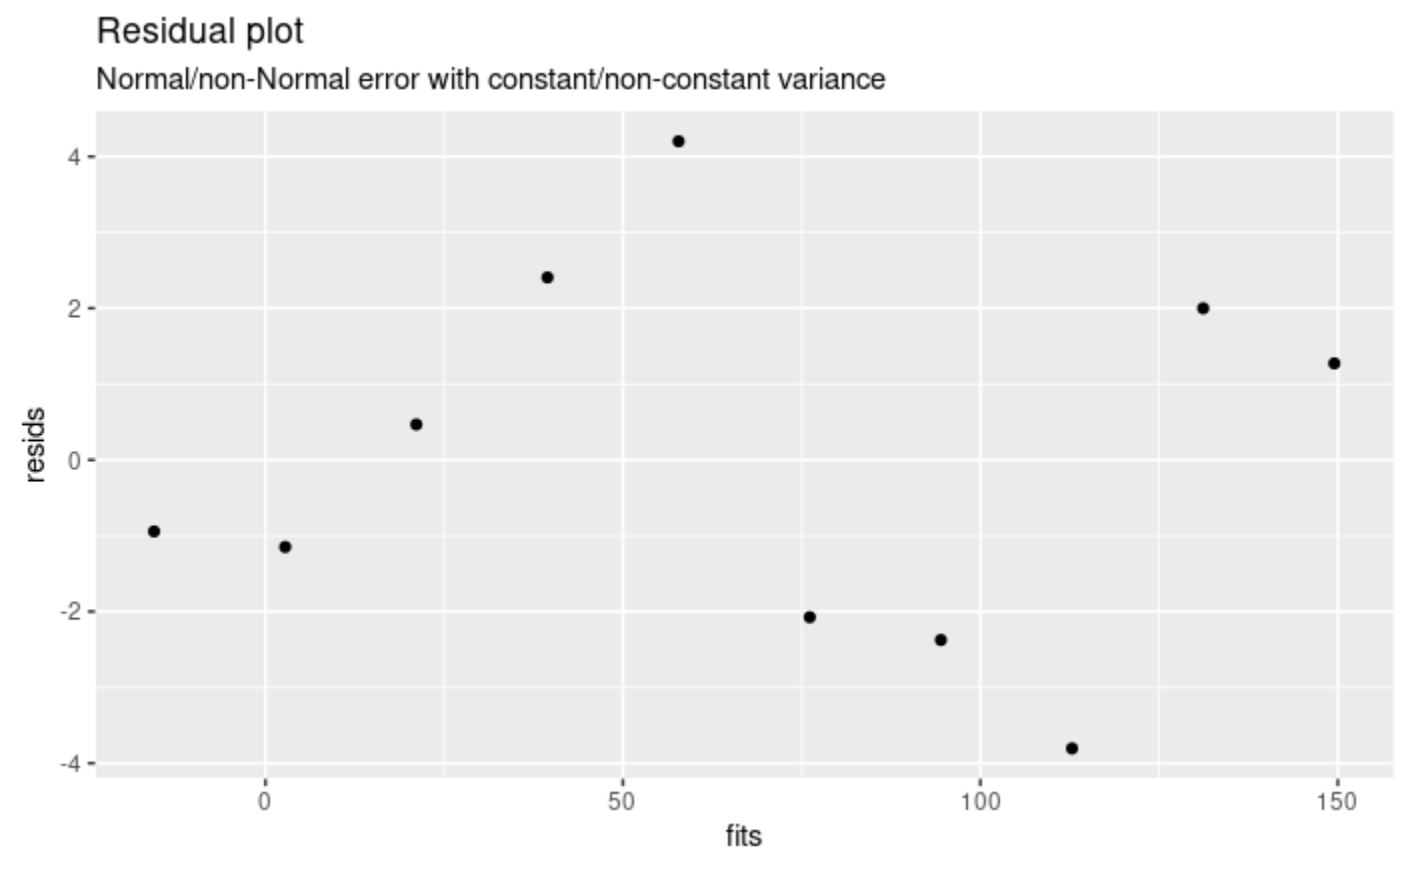 Residual plot
Normal/non-Normal error with constant/non-constant variance
4
2
0
-2
-4
resids
0 50 100 150
fits